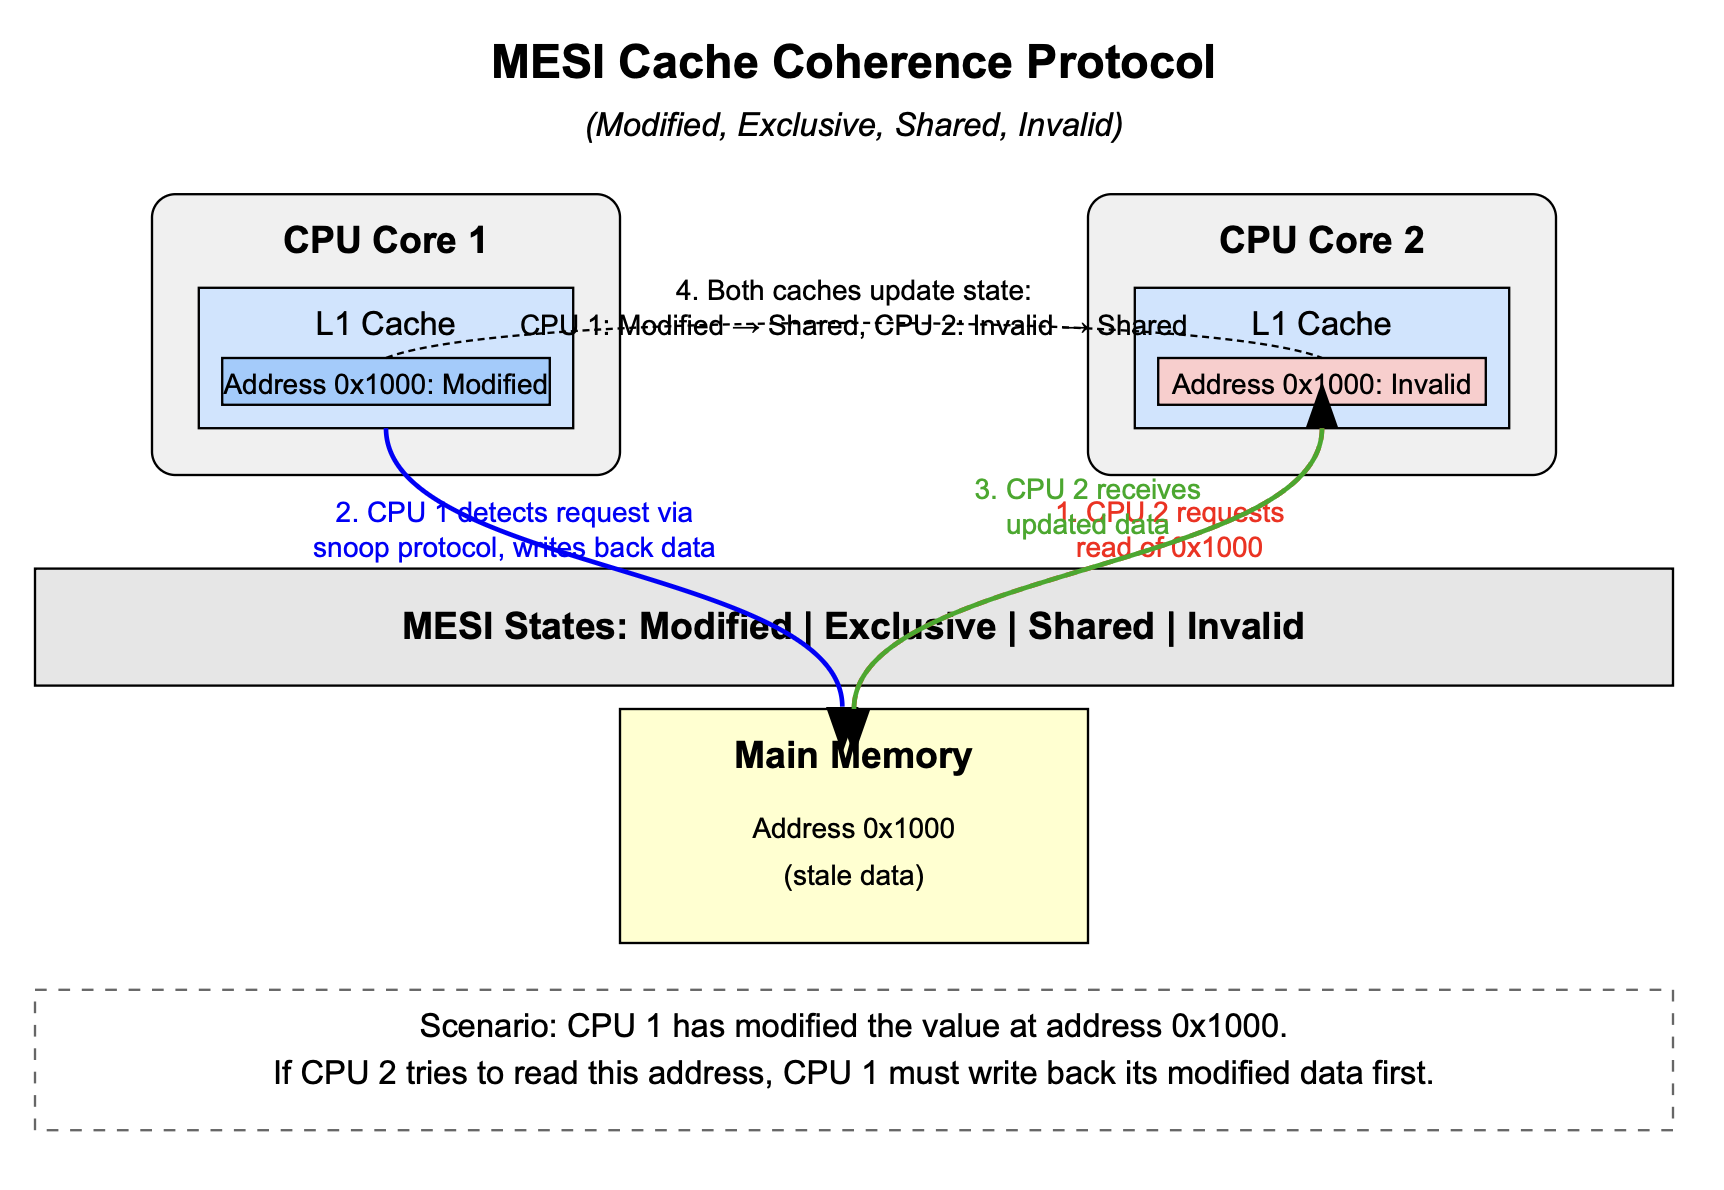 MESI Cache Coherence Protocol
(Modified, Exclusive, Shared, Invalid)
CPU Core 1
L1 Cache
Address 0x1000: Modified
4. Both caches update state:
CPU 1: Modified → Shared, CPU 2: Invalid → Shared
CPU Core 2
L1 Cache
Address 0x1000: Invalid
2. CPU 1 detects request via
snoop protocol, writes back data
3. CPU 2 receives
updated data
1. CPU 2 requests
read of 0x1000
MESI States: Modified | Exclusive | Shared | Invalid
Main Memory
Address 0x1000
(stale data)
Scenario: CPU 1 has modified the value at address 0x1000.
If CPU 2 tries to read this address, CPU 1 must write back its modified data first.